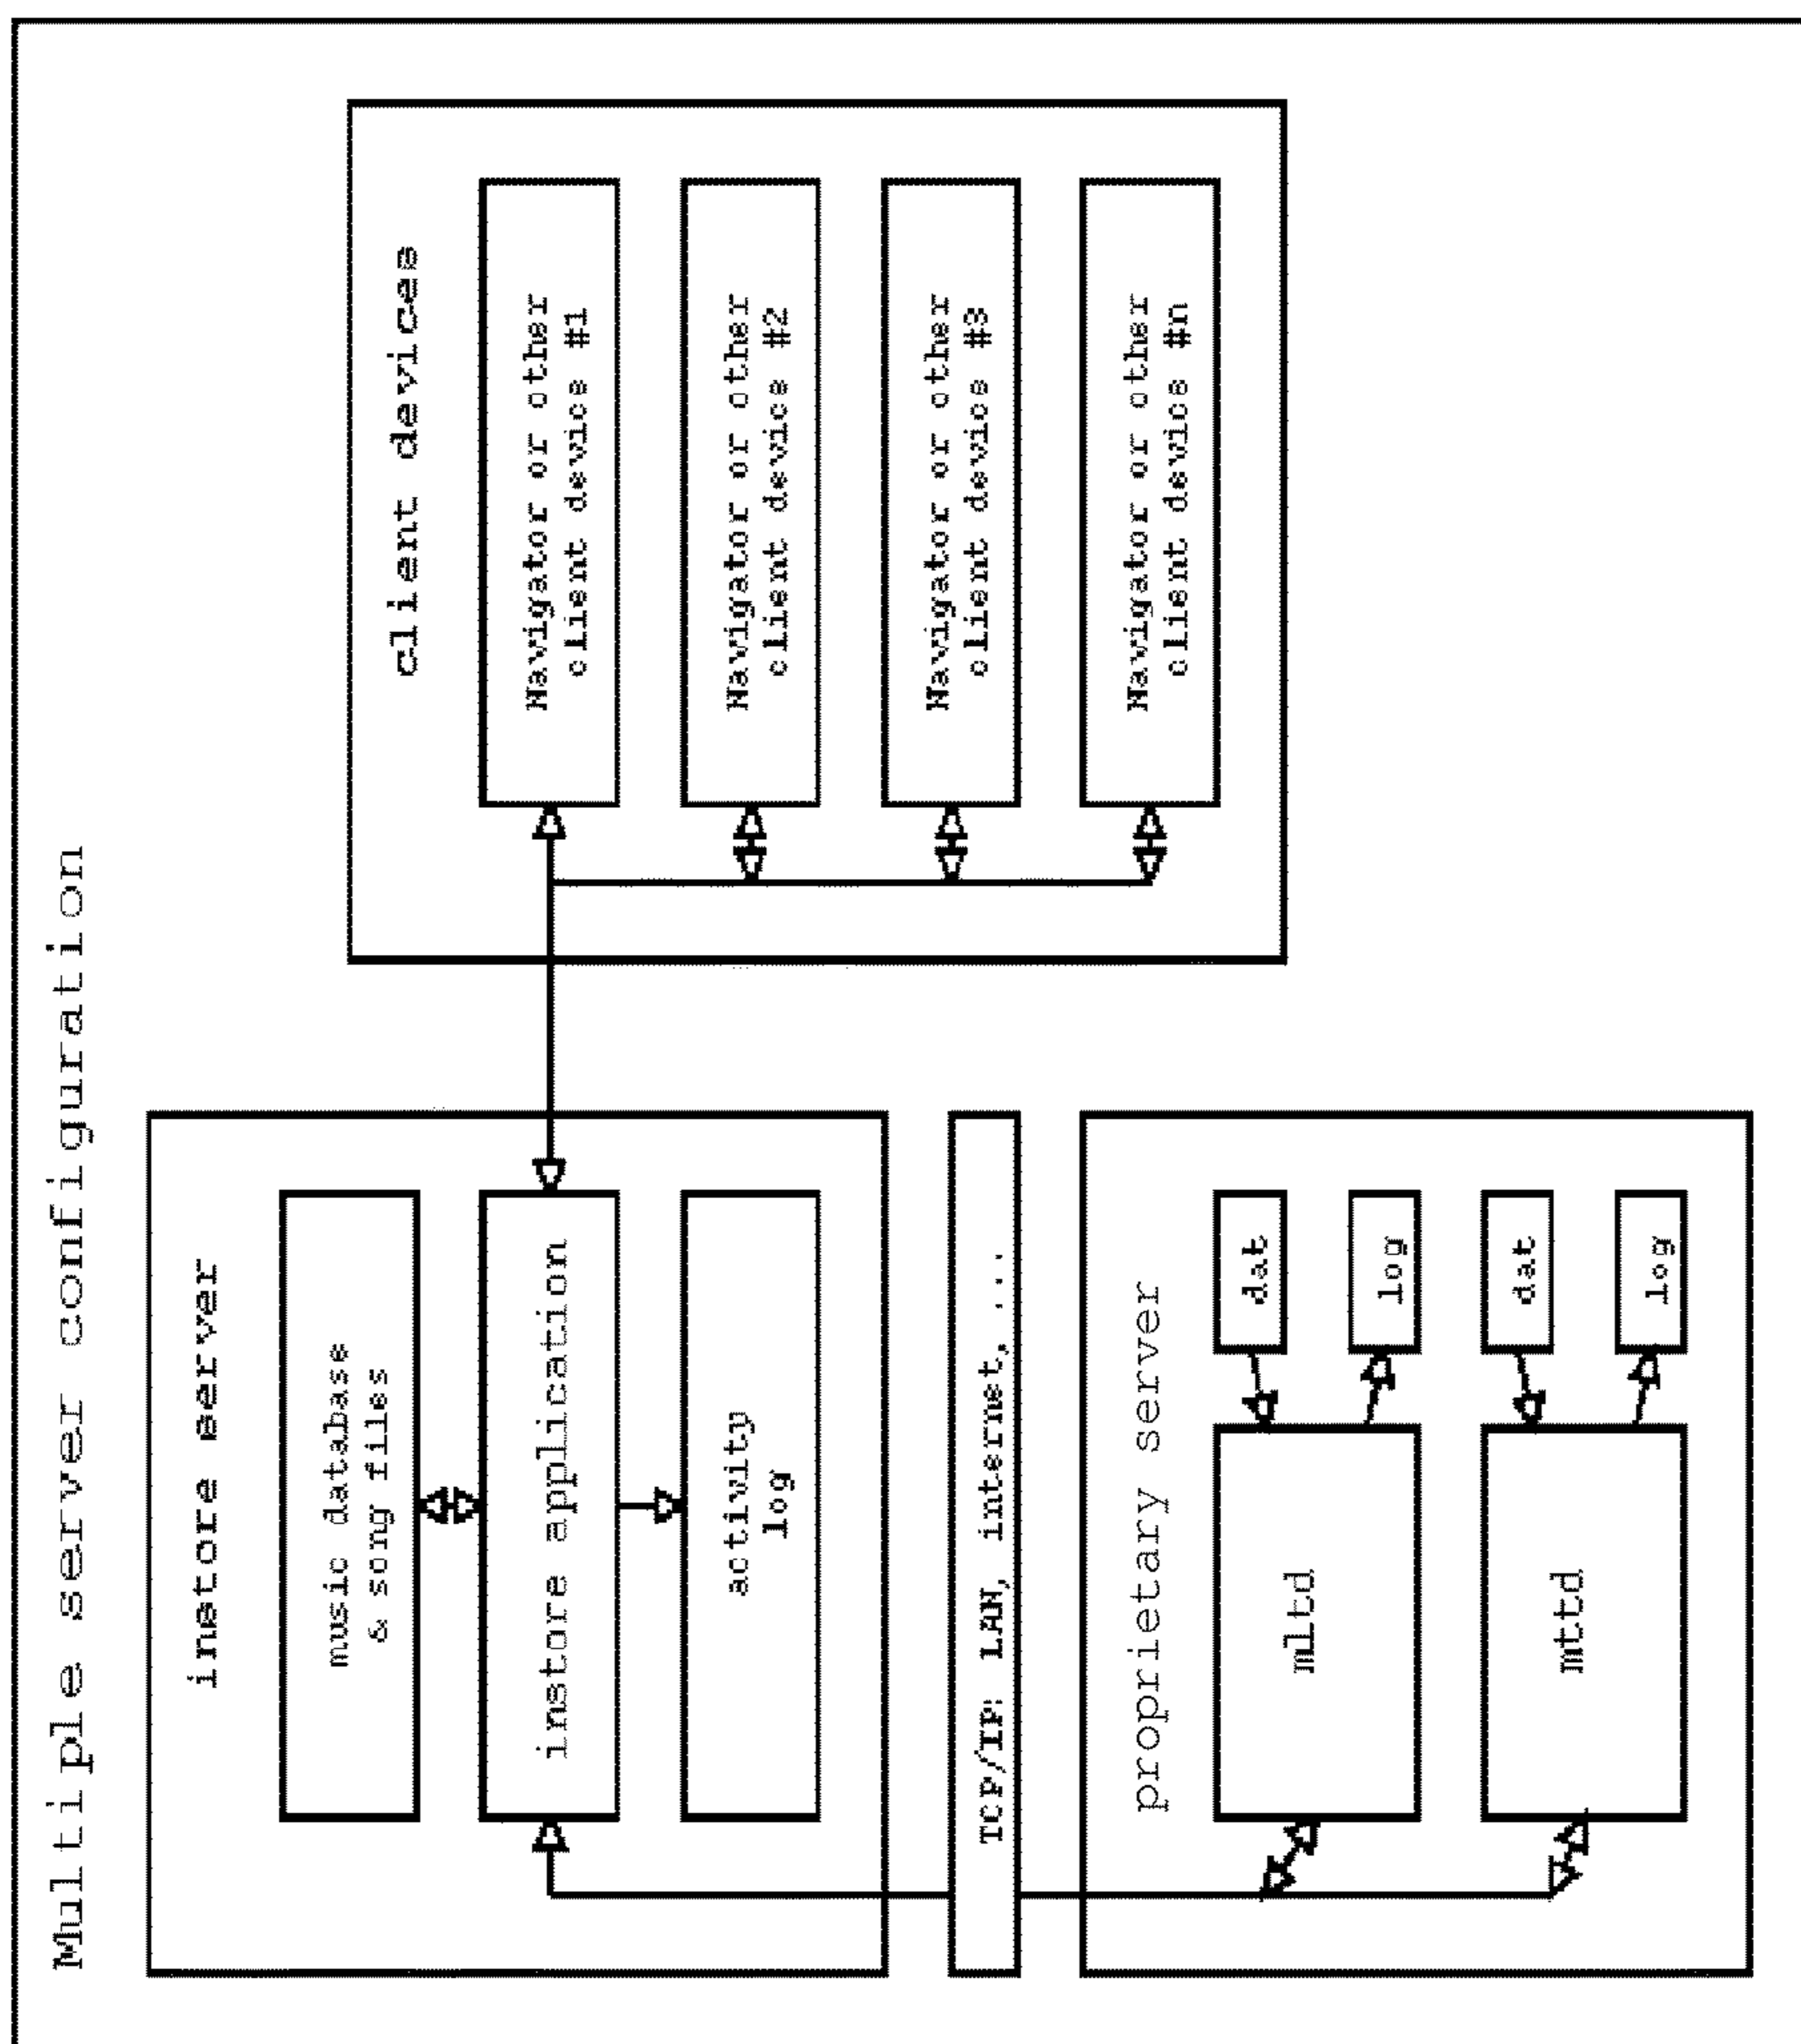 Multiple server configuration
instore server
music database
& song files
instore application
activity
log
TCP/IP: LAN, internet, ...
proprietary server
mltd
dat
log
mttd
dat
log
client devices
Navigator or other
client device #1
Navigator or other
client device #2
Navigator or other
client device #3
Navigator or other
client device #n